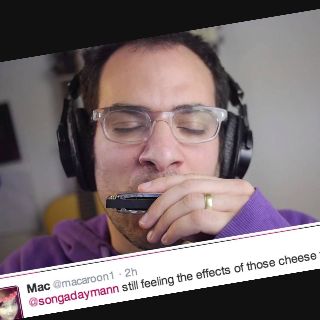 Mac @macaroon1 · 2h
@songadaymann still feeling the effects of those cheese